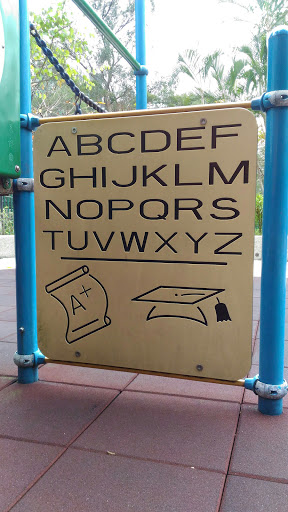 ABCDEF
GHIJKLM
NOPQRS
TUVWXYZ
A+